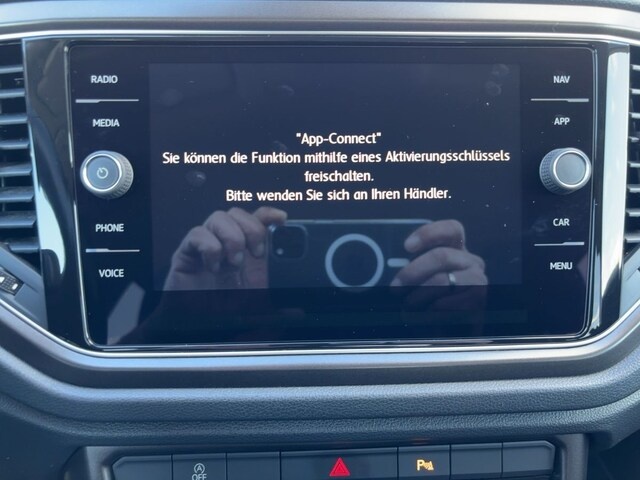 RADIO
MEDIA
PHONE
VOICE
"App-Connect"
Sie können die Funktion mithilfe eines Aktivierungsschlüssels
freischalten.
Bitte wenden Sie sich an Ihren Händler.
NAV
APP
CAR
MENU
A
OFF
P